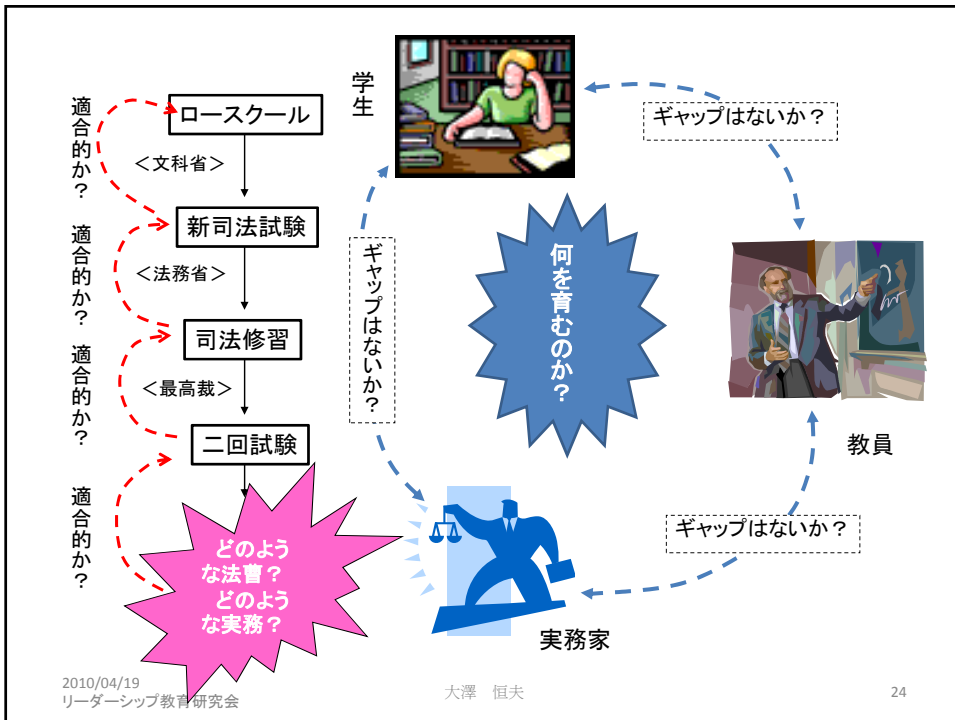 ロースクール
＜文科省＞
新司法試験
＜法務省＞
司法修習
＜最高裁＞
二回試験
適合的か？
適合的か？
適合的か？
適合的か？
どのよう
な法曹？
どのよう
な実務？
学生
ギャップはないか？
ギャップはないか？
何を育むのか？
教員
ギャップはないか？
実務家
2010/04/19
リーダーシップ教育研究会
大澤　恒夫
24